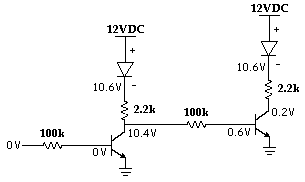 12VDC
12VDC
+
+
10.6V
-
10.6V
-
2.2k
2.2k
100k
100k
0.2V
10.4V
0.6V
0V
0V